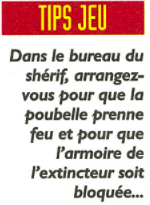 TIPS JEU
Dans le bureau du
shérif, arrangez-
vous pour que la
poubelle prenne
feu et pour que
l'armoire de
l'extincteur soit
bloquée...